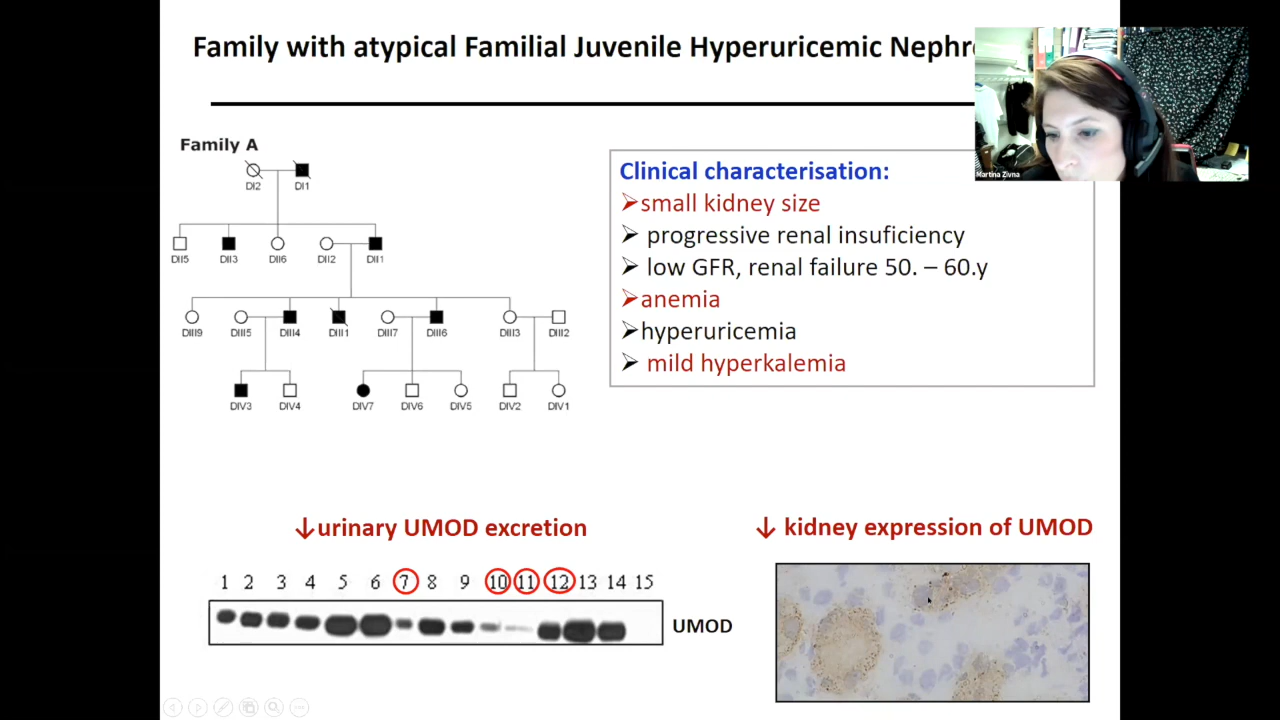 Family with atypical Familial Juvenile Hyperuricemic
Martina Zivna
Family A
DI2 DI1
DII5 DII3 DII6 DII2 DII1
DIII9 DIII5 DIII4 DIII1 DIII7 DIII6 DIII3 DIII2
DIV3 DIV4 DIV7 DIV6 DIV5 DIV2 DIV1
Clinical characterisation:
➢small kidney size
➢ progressive renal insuficiency
➢ low GFR, renal failure 50. – 60.y
➢anemia
➢hyperuricemia
➢ mild hyperkalemia
↓urinary UMOD excretion
1 2 3 4 5 6 7 8 9 10 11 12 13 14 15
UMOD
↓ kidney expression of UMOD